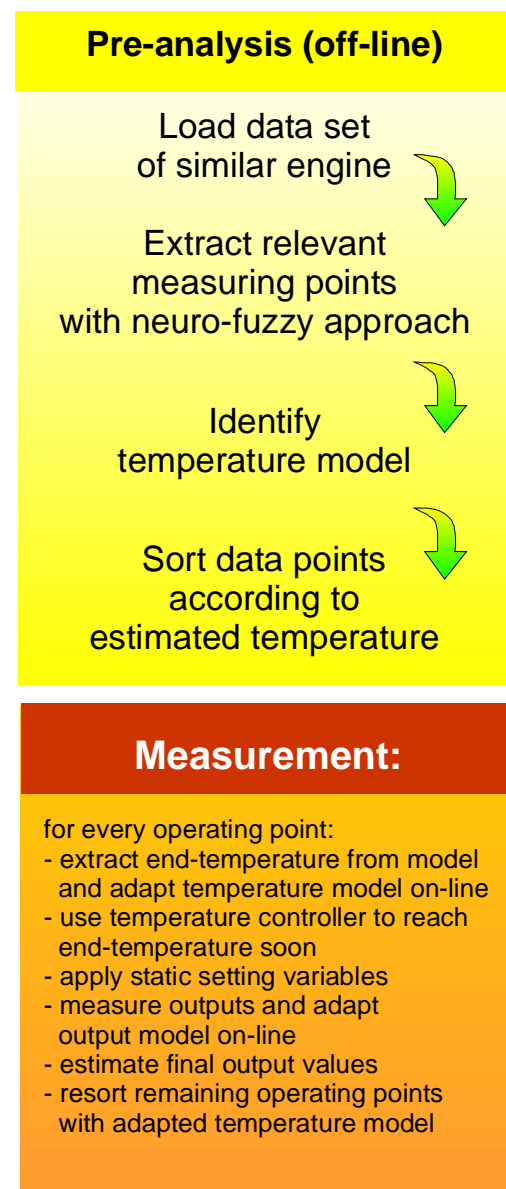 Pre-analysis (off-line)
Load data set
of similar engine
Extract relevant
measuring points
with neuro-fuzzy approach
Identify
temperature model
Sort data points
according to
estimated temperature
Measurement:
for every operating point:
- extract end-temperature from model
and adapt temperature model on-line
- use temperature controller to reach
end-temperature soon
- apply static setting variables
- measure outputs and adapt
output model on-line
- estimate final output values
- resort remaining operating points
with adapted temperature model